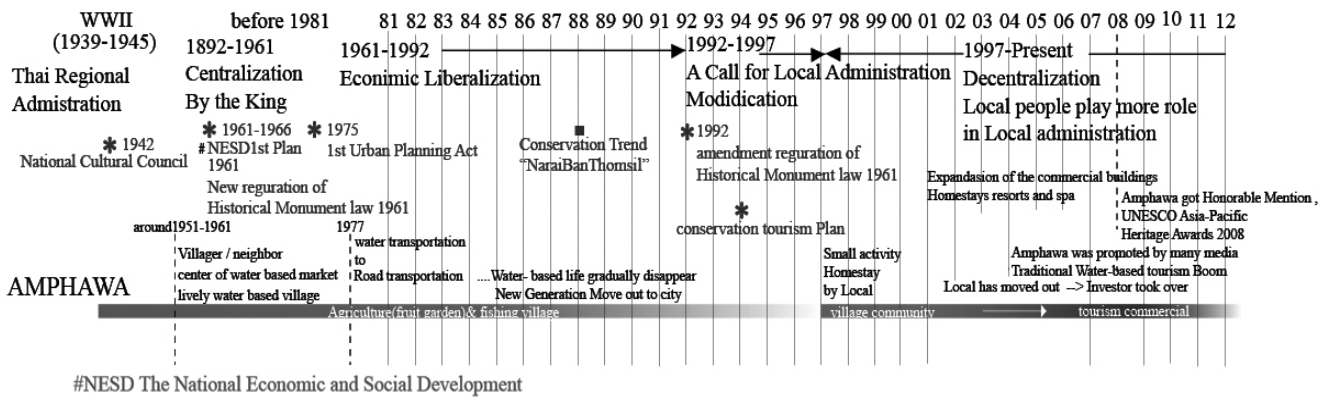 WWII
(1939-1945)
before 1981
81 82 83 84 85 86 87 88 89 90 91 92 93 94 95 96 97 98 99 00 01 02 03 04 05 06 07 08 09 10 11 12
Thai Regional
Admistration
1892-1961
Centralization
By the King
1961-1992
Econimic Liberalization
1992-1997
A Call for Local Administration
Modidication
1997-Present
Decentralization
Local people play more role
in Local administration
1942
National Cultural Council
1961-1966
#NESD1st Plan
1961
New reguration of
Historical Monument law 1961
1975
1st Urban Planning Act
Conservation Trend
“NaraiBanThomsil”
1992
amendment reguration of
Historical Monument law 1961
conservation tourism Plan
Expandasion of the commercial buildings
Homestays resorts and spa
Amphawa got Honorable Mention ,
UNESCO Asia-Pacific
Heritage Awards 2008
AMPHAWA
around1951-1961
Villager / neighbor
center of water based market
lively water based village
1977
water transportation
to
Road transportation
....Water- based life gradually disappear
New Generation Move out to city
Small activity
Homestay
by Local
Amphawa was promoted by many media
Traditional Water-based tourism Boom
Local has moved out --> Investor took over
Agriculture(fruit garden)& fishing village
village community
tourism commercial
#NESD The National Economic and Social Development